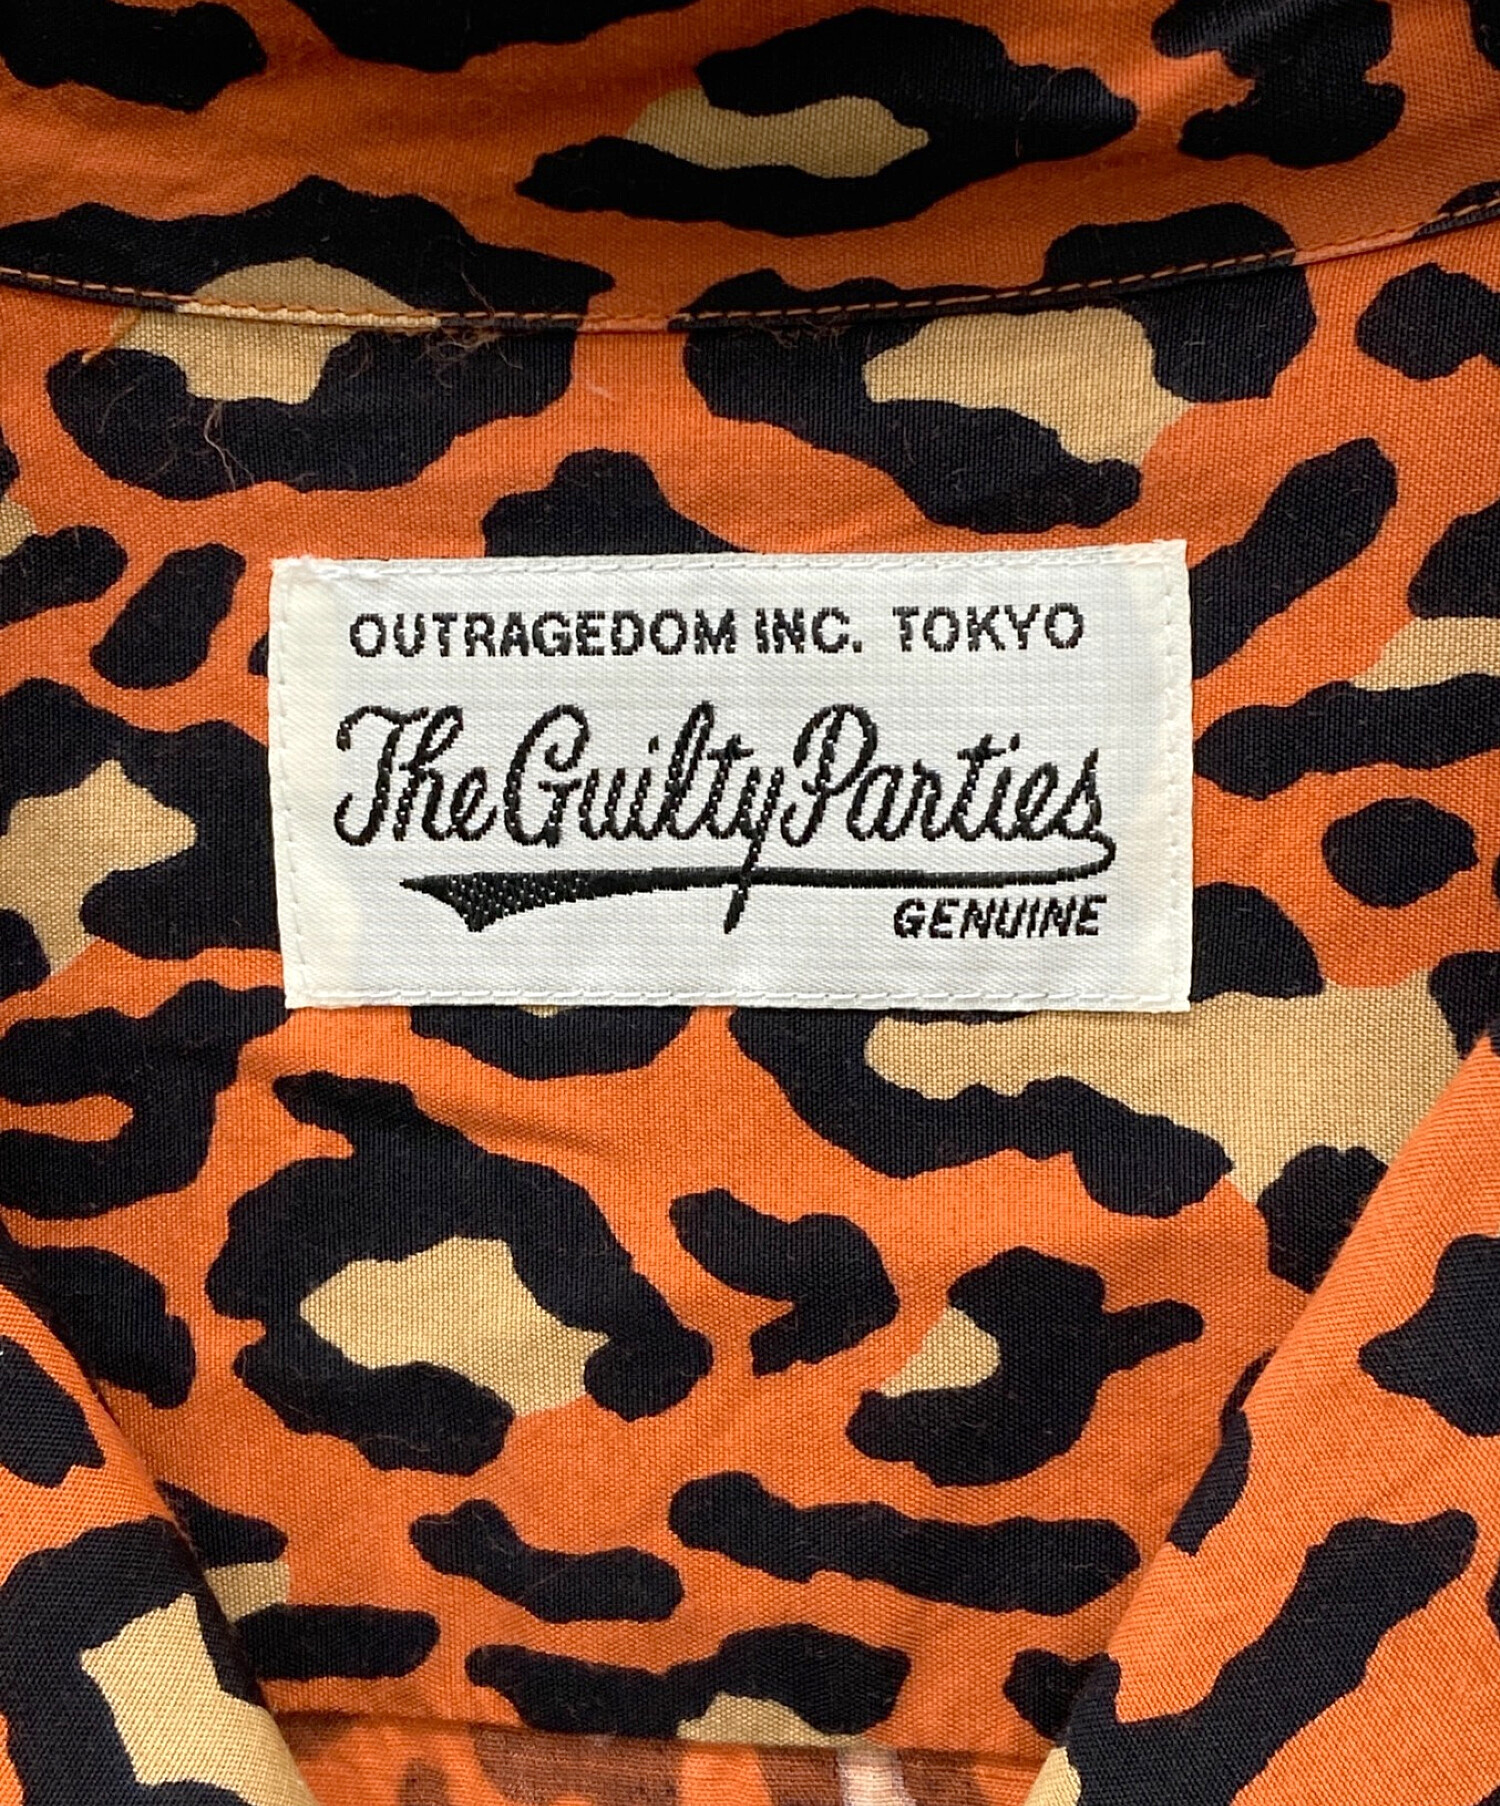 OUTRAGEDOM INC. TOKYO
The Guilty Parties
GENUINE